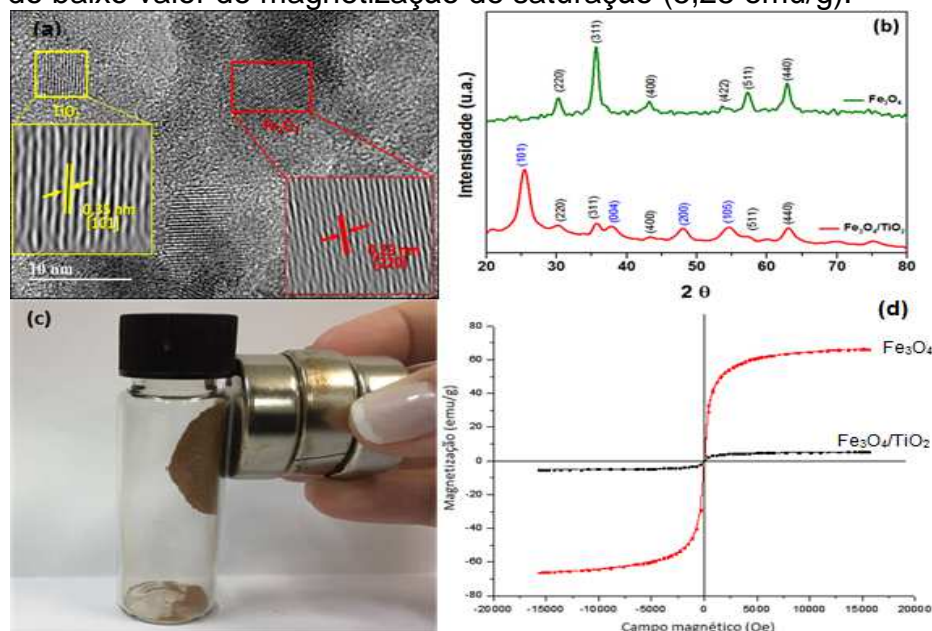 de baixo valor de magnetização de saturação (5,25 emu/g).
(a)
TiO₂
0,35 nm
[101]
10 nm
Fe₃O₄
[220]
(b)
Intensidade (u.a.)
(220)
(311)
(400)
(422)
(511)
(440)
Fe₃O₄
(101)
(220)
(311)
(004)
(400)
(200)
(105)
(511)
(440)
Fe₃O₄/TiO₂
20 30 40 50 60 70 80
2 θ
(c)
(d)
Magnetização (emu/g)
80
60
40
20
0
-20
-40
-60
-80
Fe₃O₄
Fe₃O₄/TiO₂
-20000 -15000 -10000 -5000 0 5000 10000 15000 20000
Campo magnético (Oe)